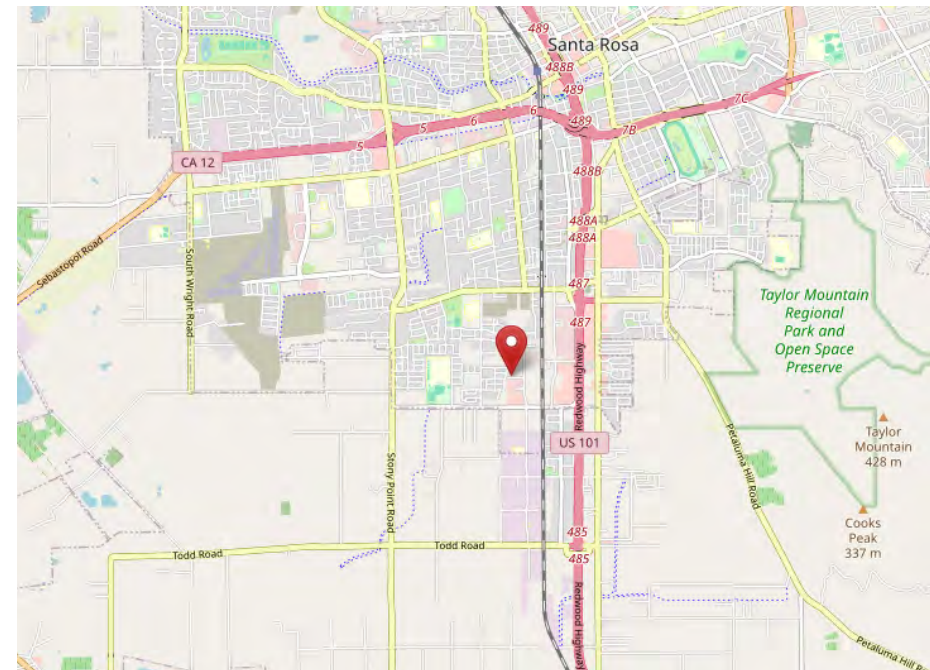 489
Santa Rosa
488B
489
7C
6
489
7B
5
6
5
CA 12
488B
Sebastopol Road
South Wright Road
488A
488A
487
487
Taylor Mountain
Regional
Park and
Open Space
Preserve
Redwood Highway
US 101
Taylor
Mountain
428 m
Petaluma Hill Road
Stony Point Road
Cooks
Peak
337 m
485
Todd Road
Todd Road
485
Redwood Highway
Petaluma Hill R